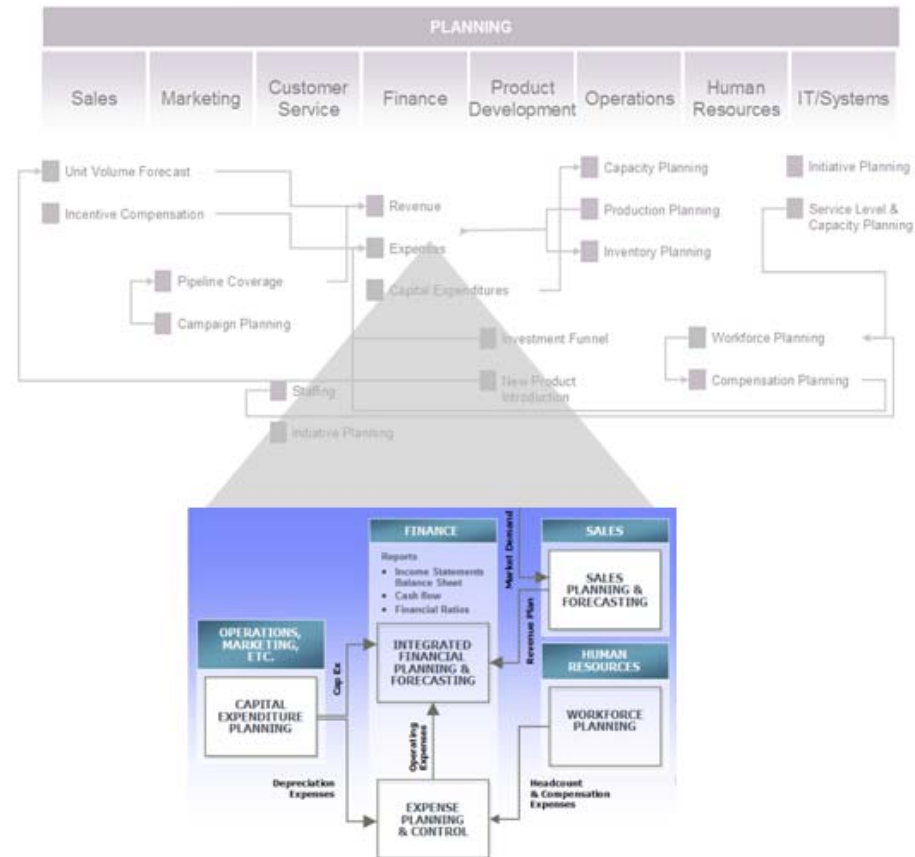 PLANNING
Sales
Marketing
Customer
Service
Finance
Product
Development
Operations
Human
Resources
IT/Systems
Unit Volume Forecast
Incentive Compensation
Pipeline Coverage
Campaign Planning
Staffing
Initiative Planning
Revenue
Expenses
Capital Expenditures
Investment Funnel
New Product
Introduction
Capacity Planning
Production Planning
Inventory Planning
Workforce Planning
Compensation Planning
Initiative Planning
Service Level &
Capacity Planning
OPERATIONS,
MARKETING,
ETC.
CAPITAL
EXPENDITURE
PLANNING
Depreciation
Expenses
Cap Ex
FINANCE
Reports
• Income Statements
Balance Sheet
• Cash flow
• Financial Ratios
INTEGRATED
FINANCIAL
PLANNING &
FORECASTING
Operating
Expenses
EXPENSE
PLANNING
& CONTROL
Market Demand
Revenue Plan
SALES
SALES
PLANNING &
FORECASTING
HUMAN
RESOURCES
WORKFORCE
PLANNING
Headcount
& Compensation
Expenses